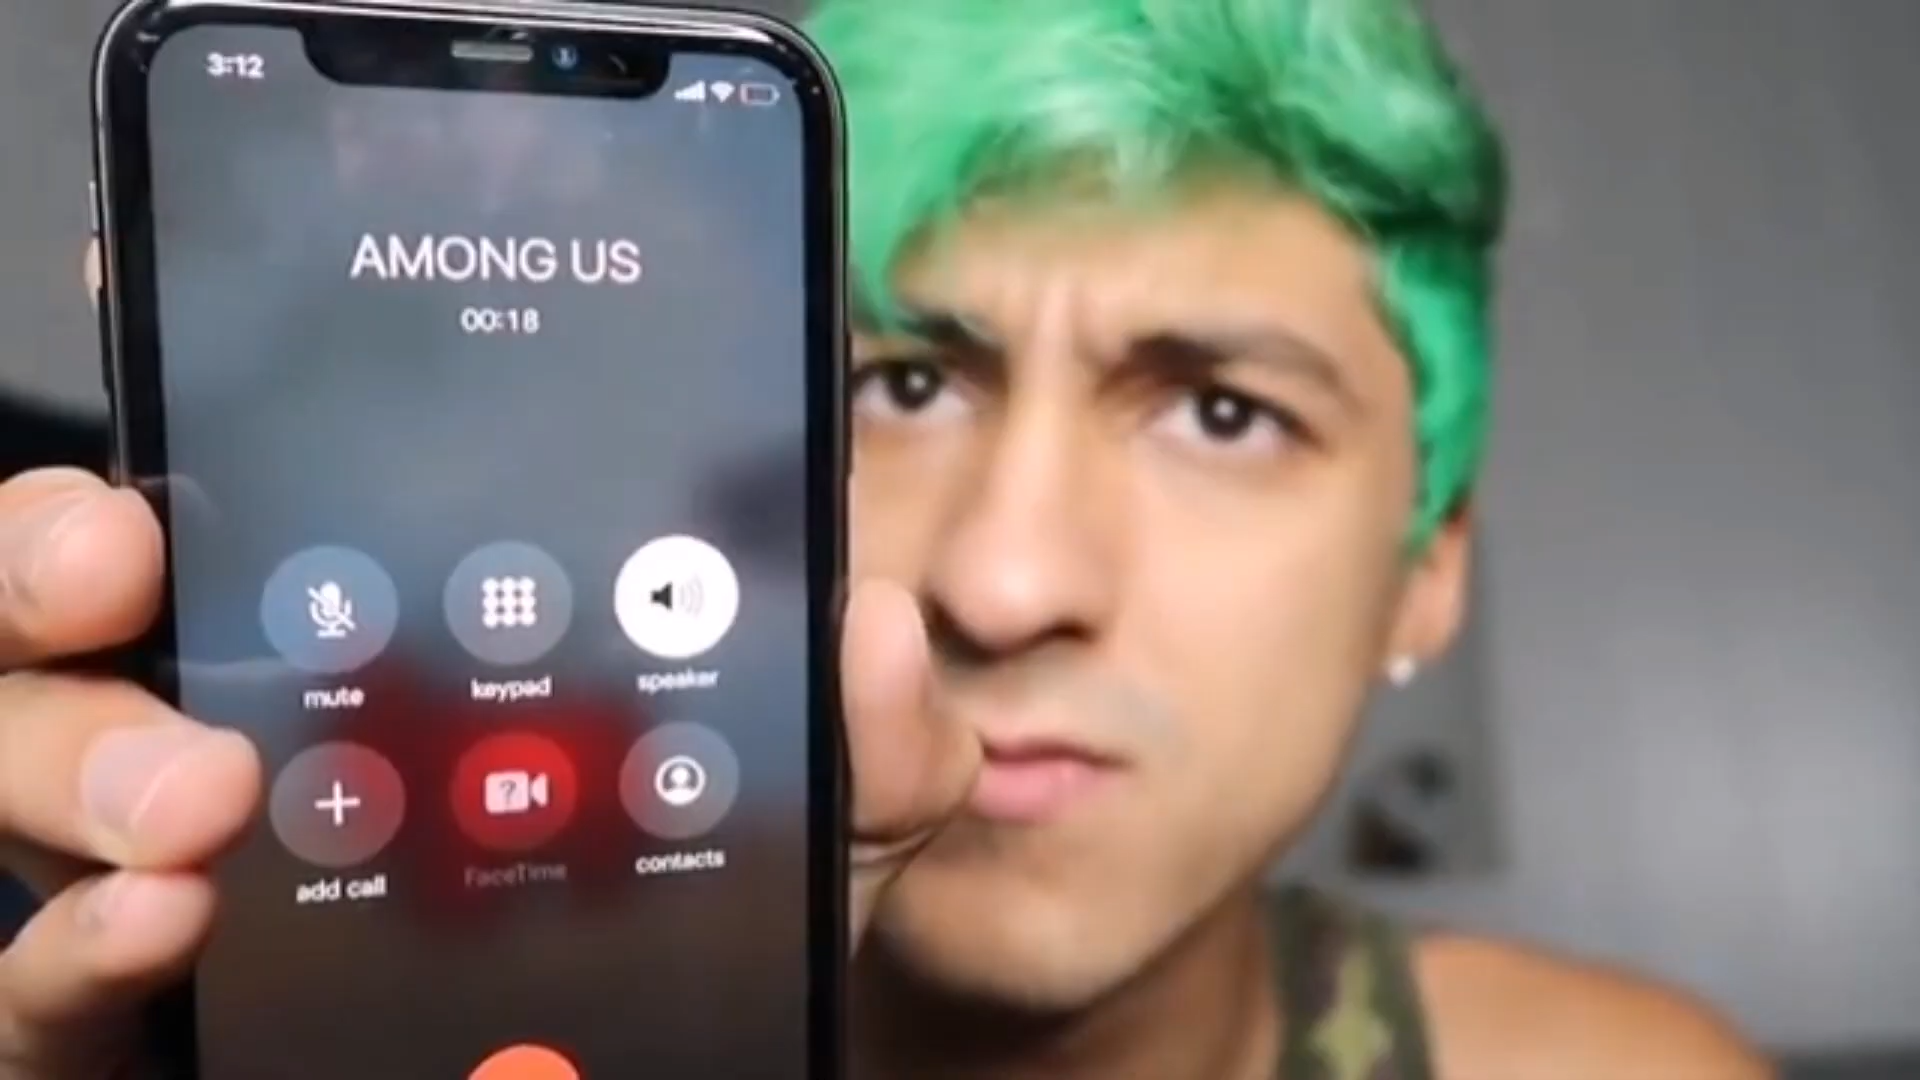 3:12
AMONG US
00:18
mute
keypad
speaker
add call
FaceTime
contacts